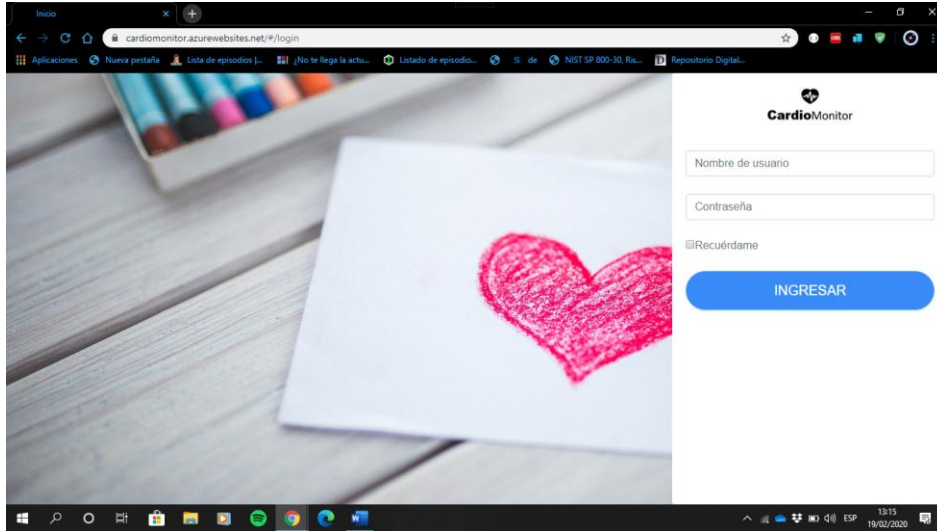 Inicio
cardiomonitor.azurewebsites.net/#/login
Aplicaciones Nueva pestaña Lista de episodios |... ¿No te llega la actu... Listado de episodio... S de NIST SP 800-30, Ris... Repositorio Digital...
CardioMonitor
Nombre de usuario
Contraseña
Recuérdame
INGRESAR
ESP
13:15
19/02/2020